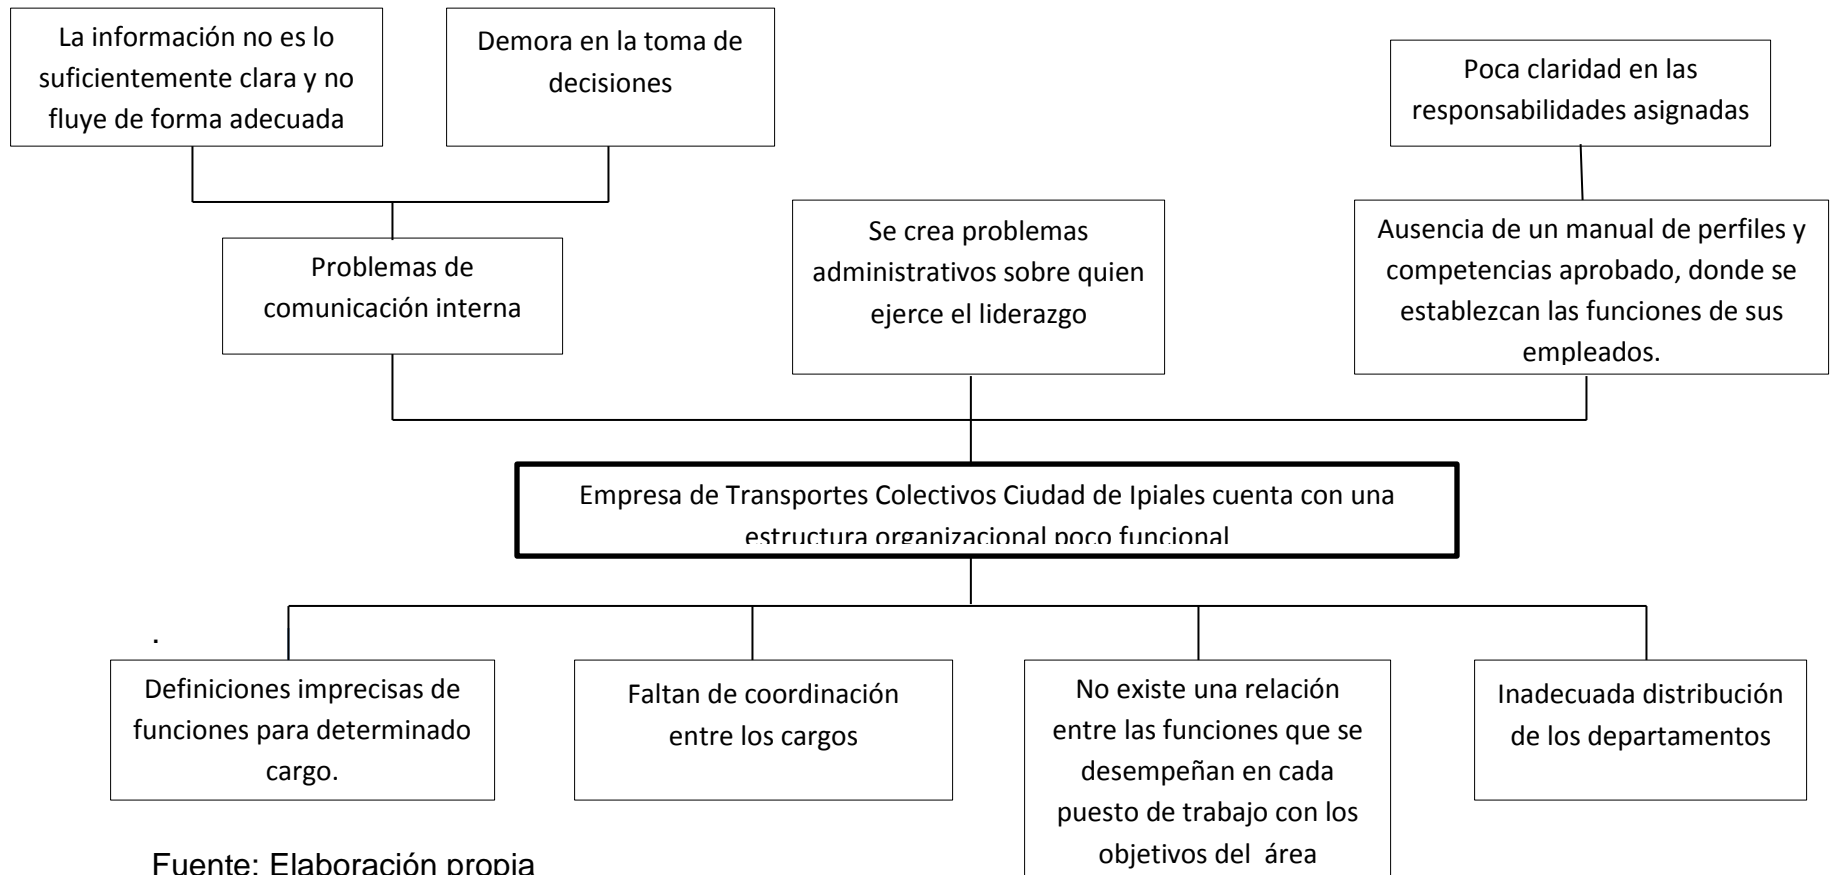 La información no es lo
suficientemente clara y no
fluye de forma adecuada
Demora en la toma de
decisiones
Poca claridad en las
responsabilidades asignadas
Problemas de
comunicación interna
Se crea problemas
administrativos sobre quien
ejerce el liderazgo
Ausencia de un manual de perfiles y
competencias aprobado, donde se
establezcan las funciones de sus
empleados.
Empresa de Transportes Colectivos Ciudad de Ipiales cuenta con una
estructura organizacional poco funcional
.
Definiciones imprecisas de
funciones para determinado
cargo.
Faltan de coordinación
entre los cargos
No existe una relación
entre las funciones que se
desempeñan en cada
puesto de trabajo con los
objetivos del área
Inadecuada distribución
de los departamentos
Fuente: Elaboración propia